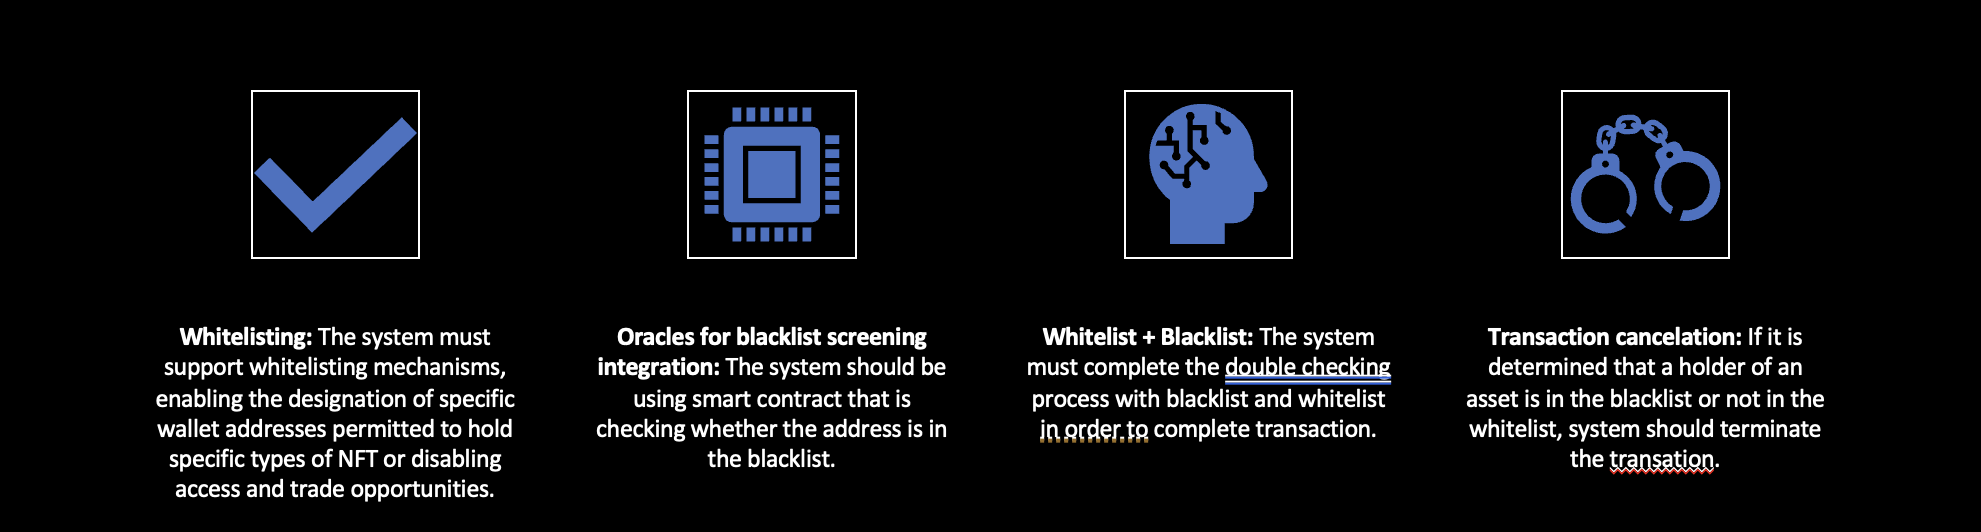 Whitelisting: The system must
support whitelisting mechanisms,
enabling the designation of specific
wallet addresses permitted to hold
specific types of NFT or disabling
access and trade opportunities.
Oracles for blacklist screening
integration: The system should be
using smart contract that is
checking whether the address is in
the blacklist.
Whitelist + Blacklist: The system
must complete the double checking
process with blacklist and whitelist
in order to complete transaction.
Transaction cancelation: If it is
determined that a holder of an
asset is in the blacklist or not in the
whitelist, system should terminate
the transation.